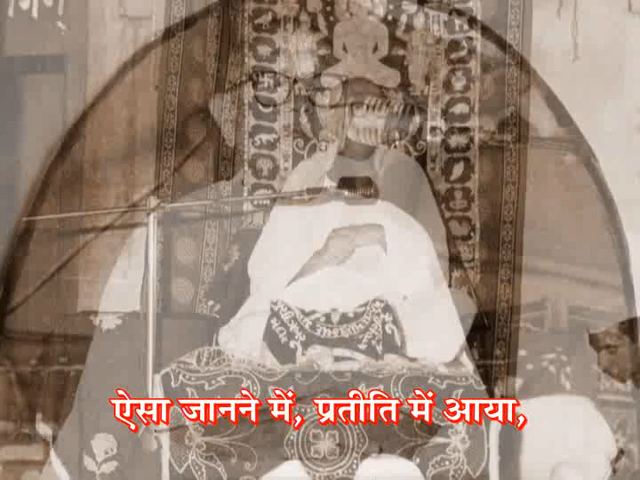 ऐसा जानने में, प्रतीति में आया,